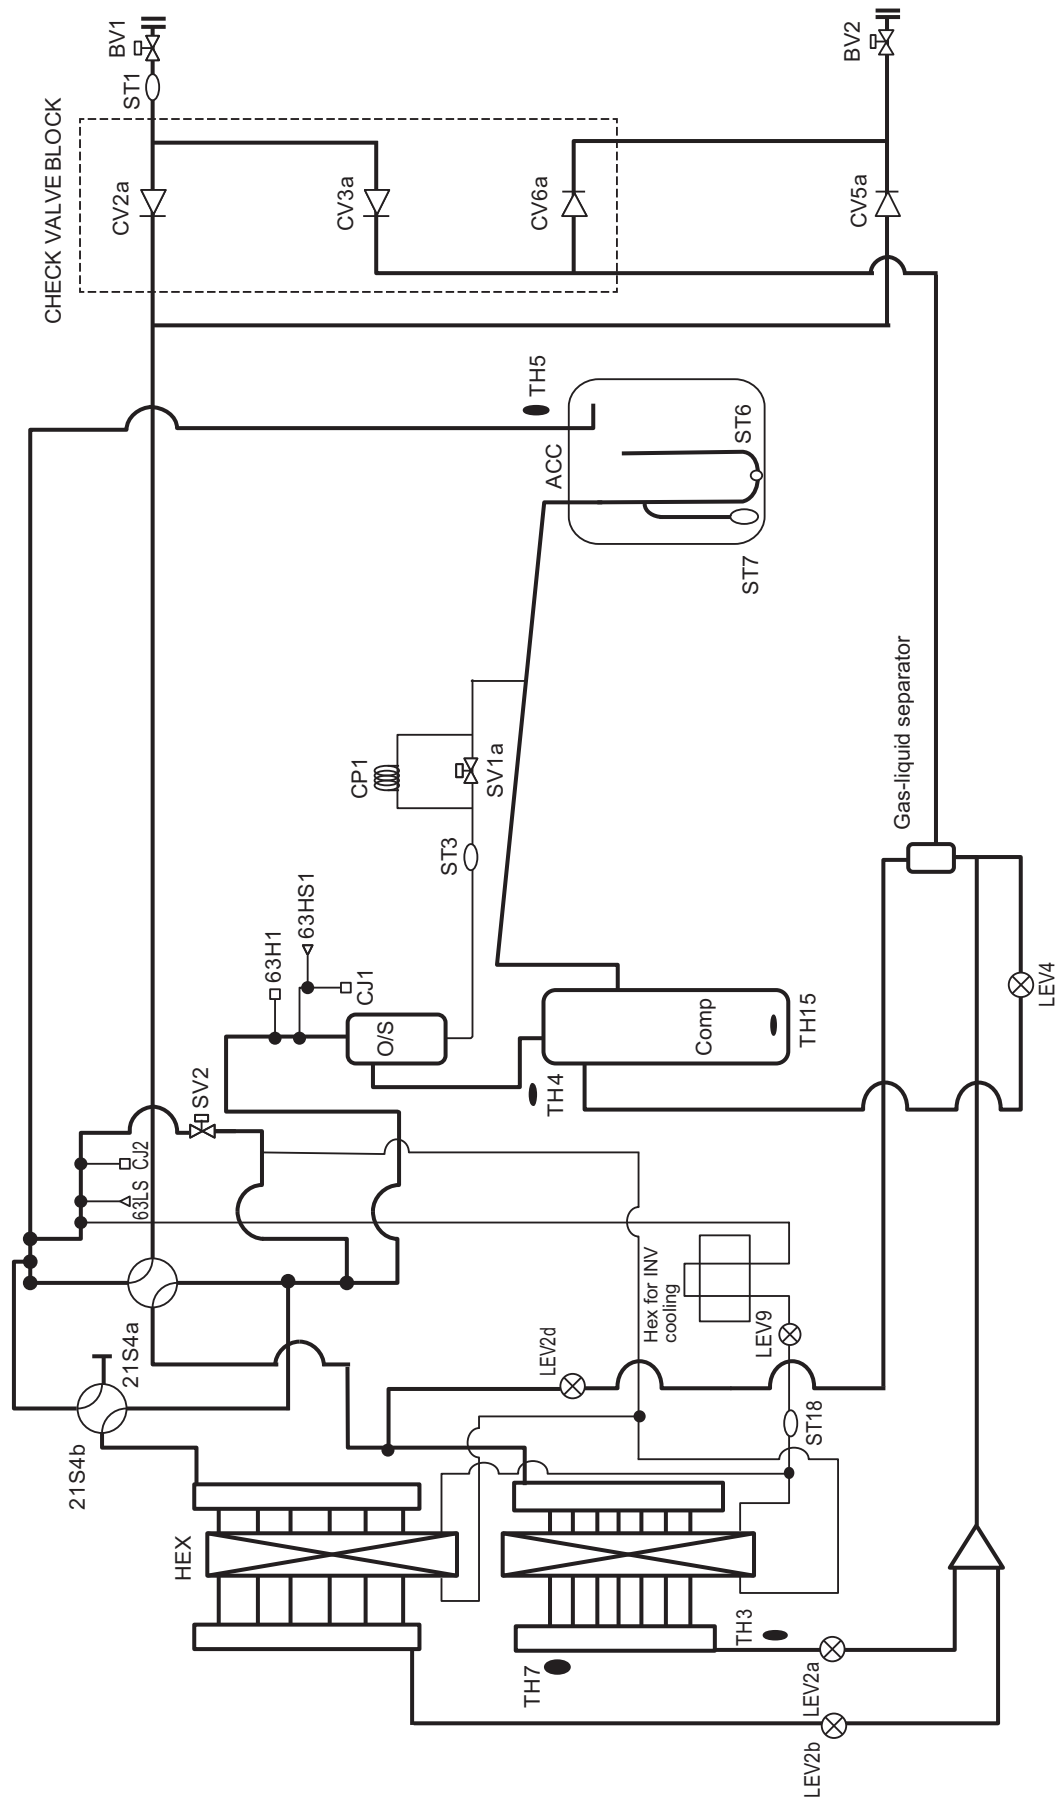 BV1
ST1
CHECK VALVE BLOCK
CV2a
CV3a
CV6a
CV5a
BV2
TH5
ACC
ST6
ST7
CP1
SV1a
ST3
Gas-liquid separator
63H1
63HS1
CJ1
O/S
Comp
TH15
TH4
LEV4
SV2
CJ2
63LS
21S4a
21S4b
Hex for INV
cooling
LEV9
LEV2d
ST18
HEX
TH7
TH3
LEV2a
LEV2b